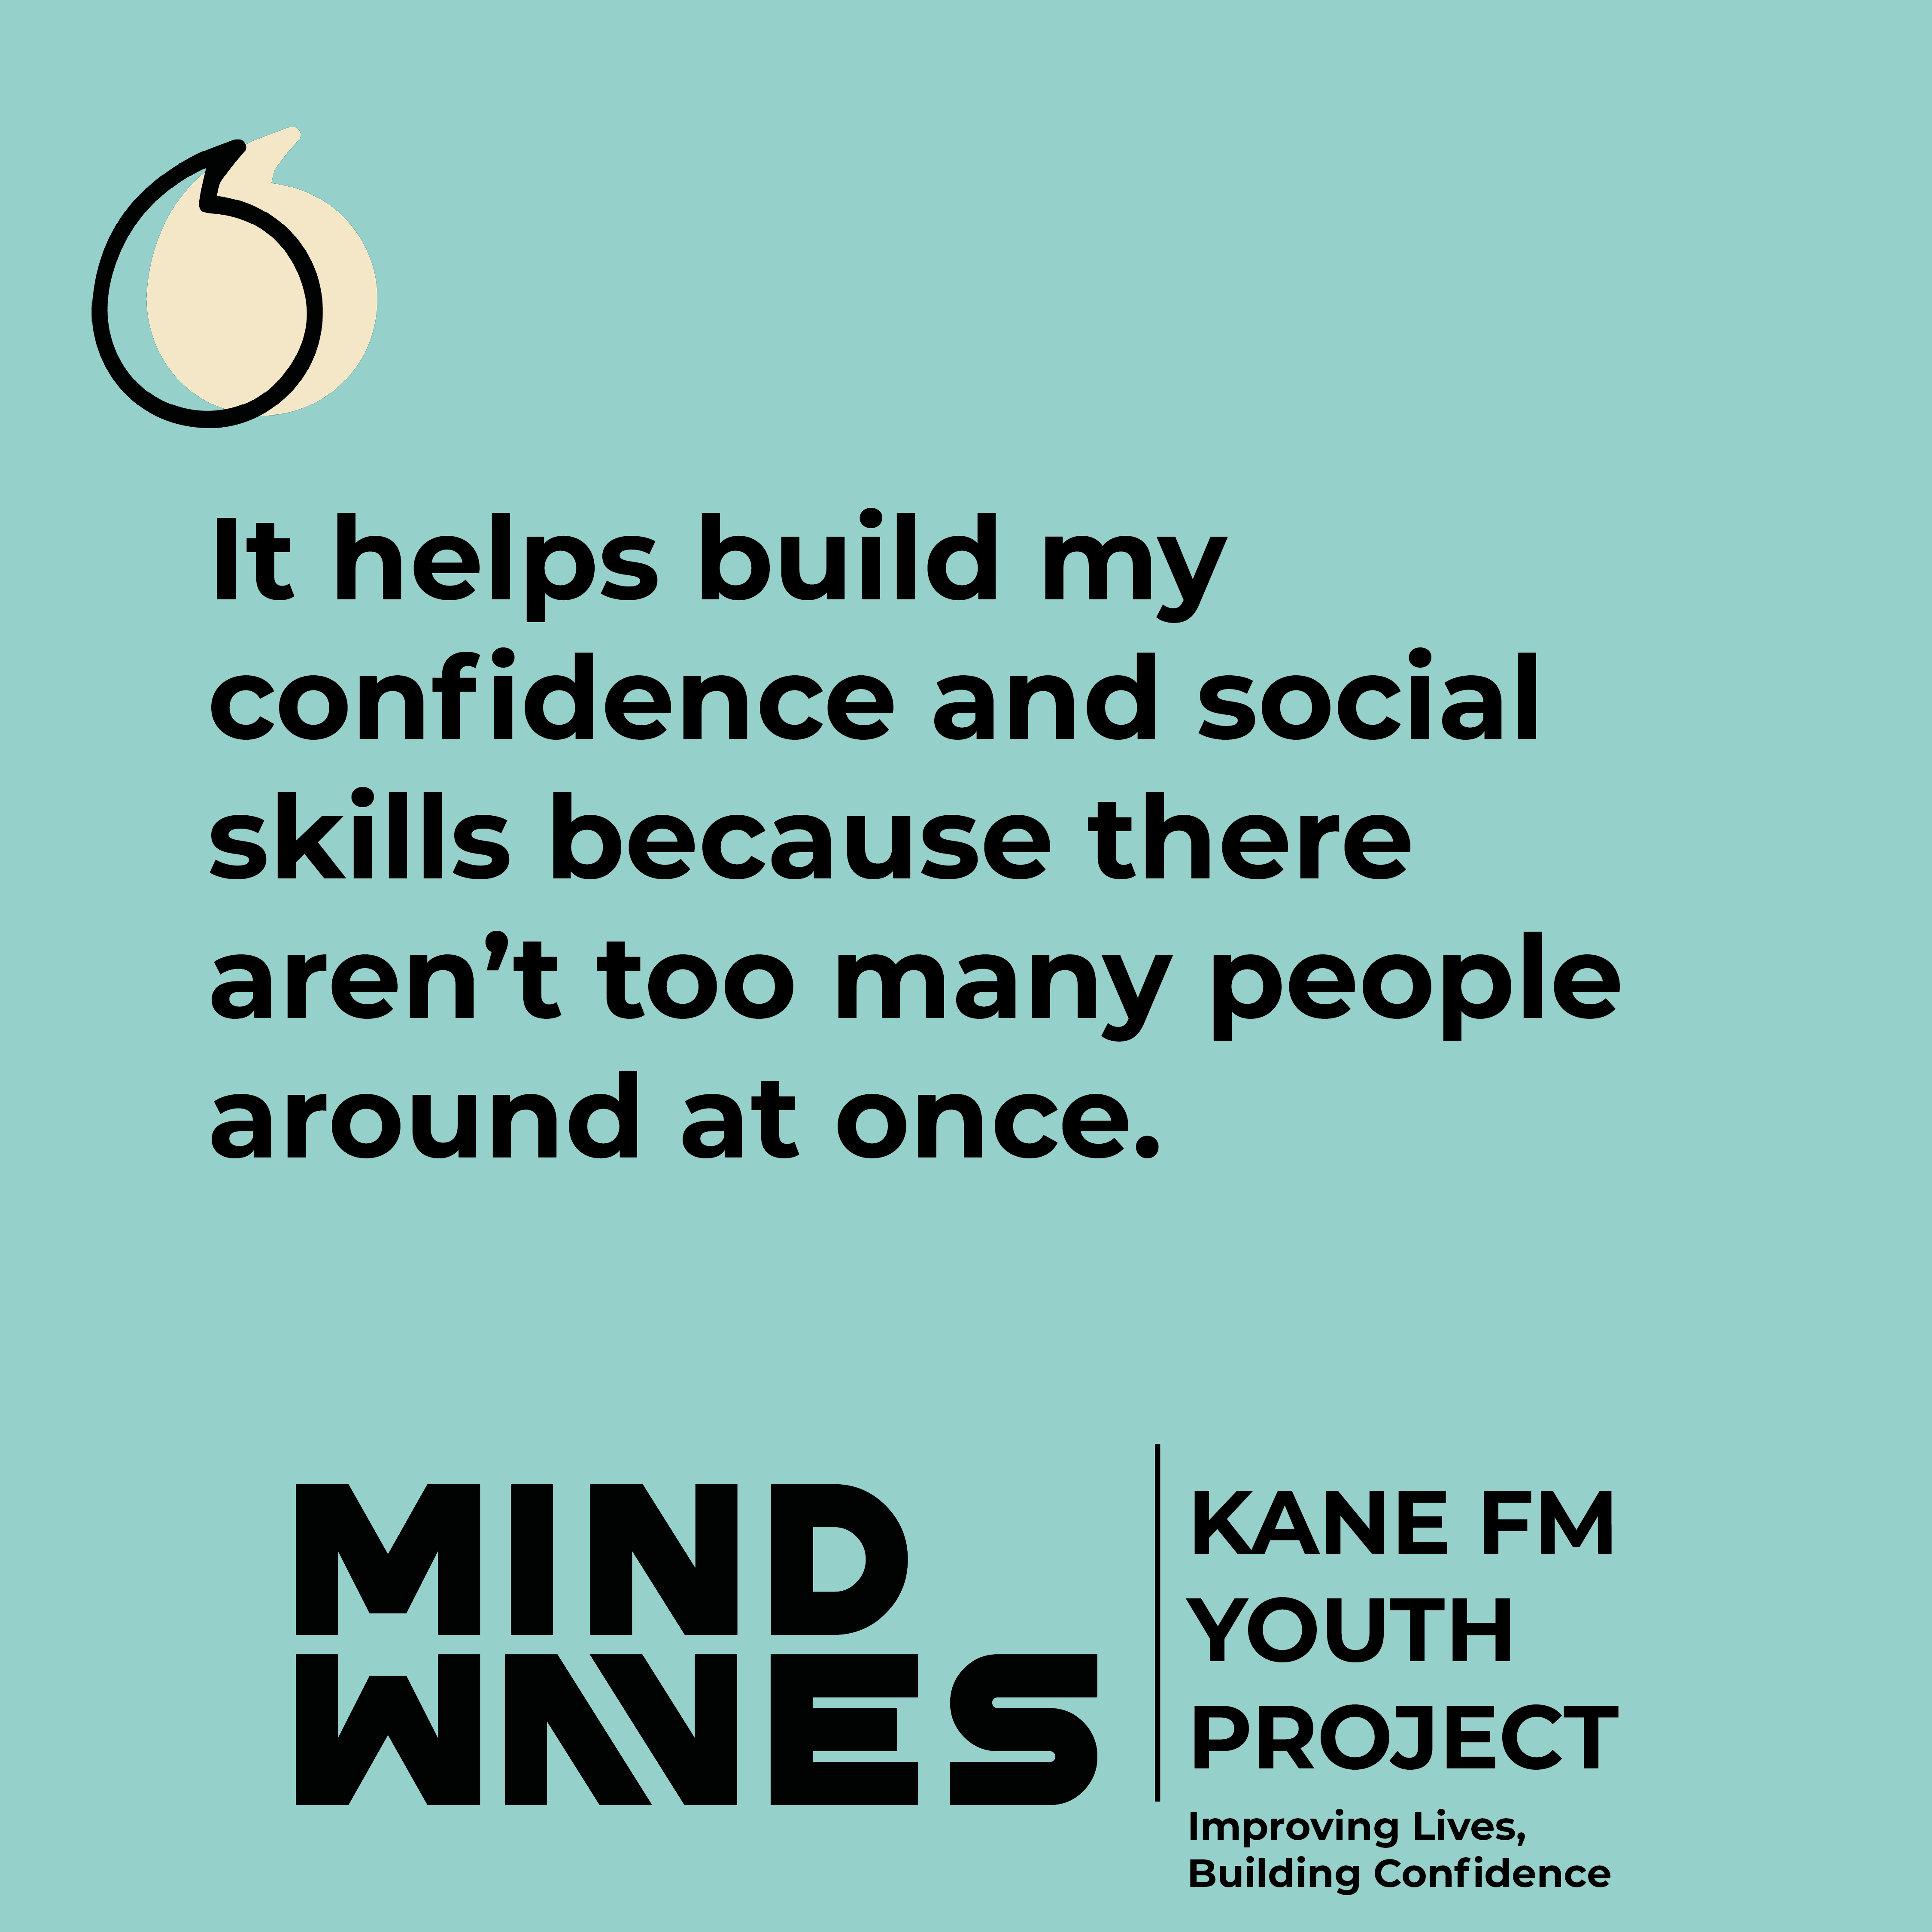 It helps build my
confidence and social
skills because there
aren’t too many people
around at once.
MIND
WAVES
KANE FM
YOUTH
PROJECT
Improving Lives,
Building Confidence